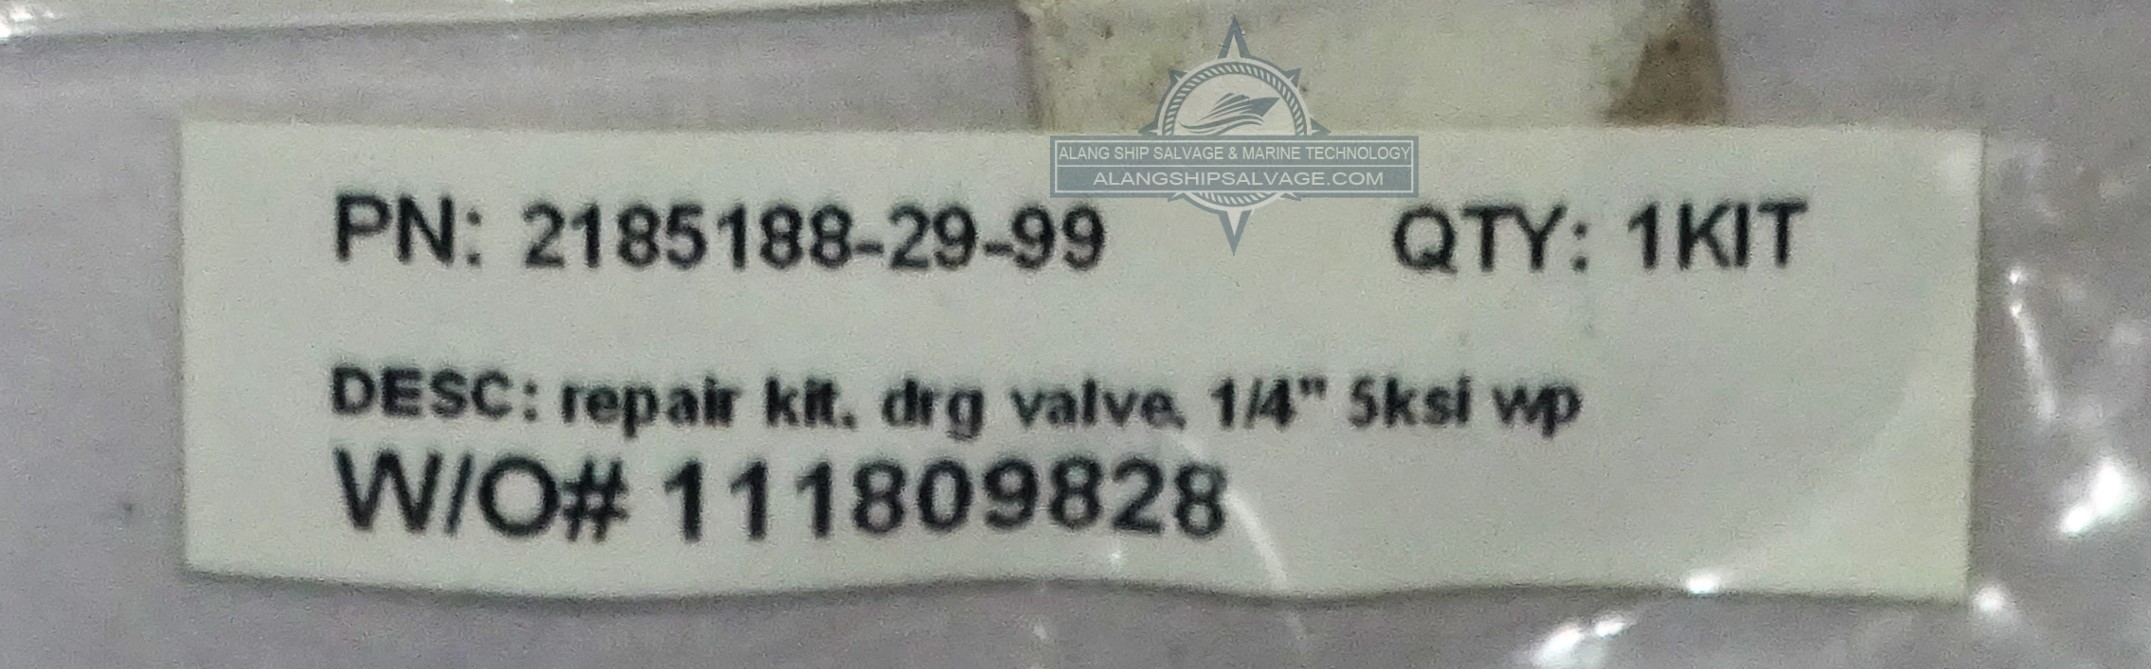 ALANG SHIP SALVAGE & MARINE TECHNOLOGY
ALANGSHIPSALVAGE.COM
PN: 2185188-29-99 QTY: 1KIT
DESC: repair kit. drg valve, 1/4" 5ksi wp
W/O# 111809828